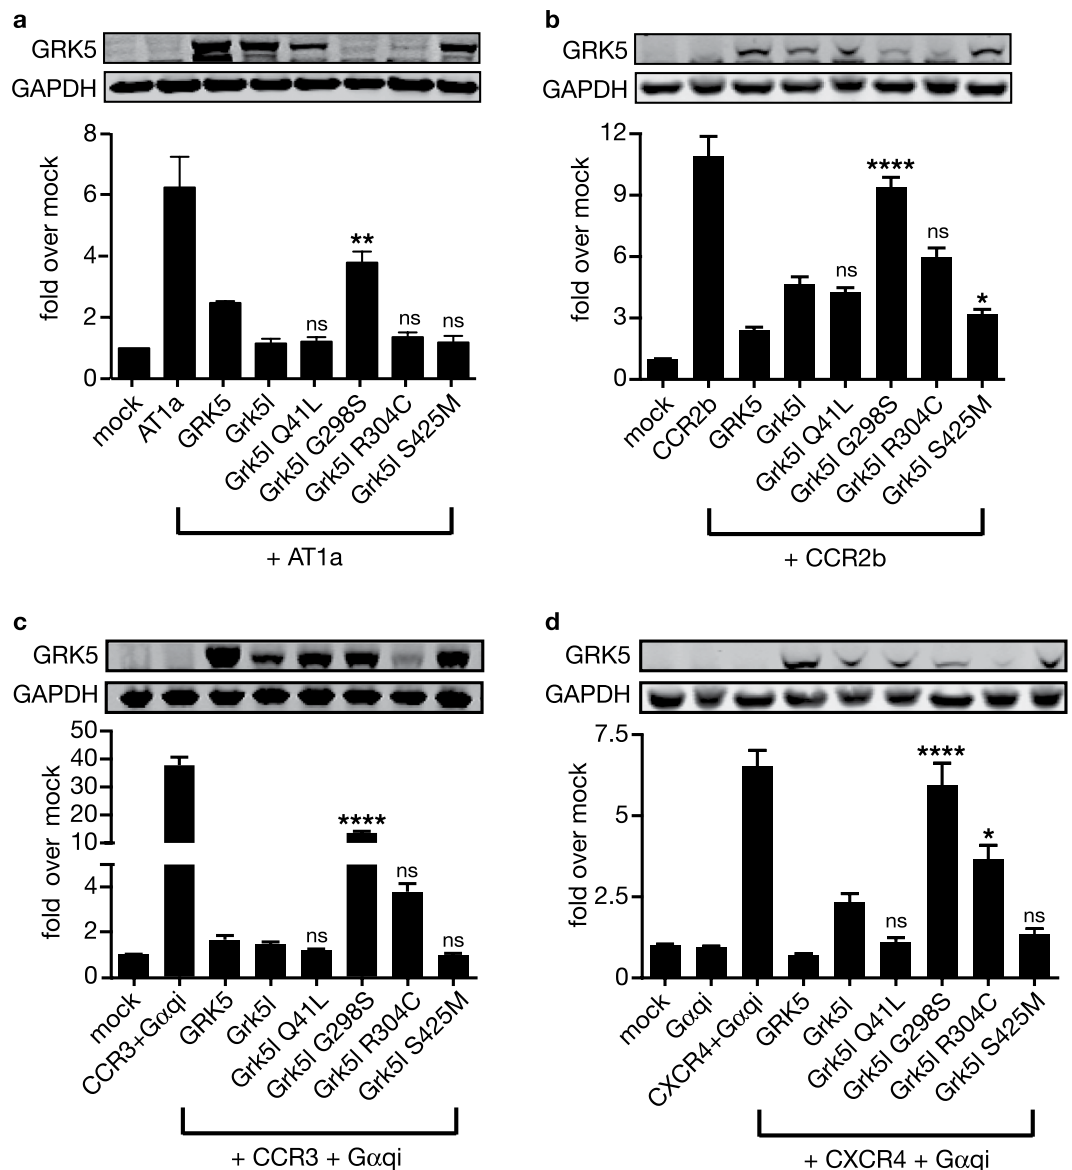 a
GRK5
GAPDH
8
6
4
2
0
fold over mock
**
ns
ns
ns
mock
AT1a
GRK5
Grk5l
Grk5l Q41L
Grk5l G298S
Grk5l R304C
Grk5l S425M
+ AT1a
b
GRK5
GAPDH
12
9
6
3
0
fold over mock
ns
****
ns
*
mock
CCR2b
GRK5
Grk5l
Grk5l Q41L
Grk5l G298S
Grk5l R304C
Grk5l S425M
+ CCR2b
c
GRK5
GAPDH
50
40
30
20
10
4
2
0
fold over mock
ns
****
ns
ns
mock
CCR3+Gαqi
GRK5
Grk5l
Grk5l Q41L
Grk5l G298S
Grk5l R304C
Grk5l S425M
+ CCR3 + Gαqi
d
GRK5
GAPDH
7.5
5
2.5
0
fold over mock
ns
****
*
ns
mock
Gαqi
CXCR4+Gαqi
GRK5
Grk5l
Grk5l Q41L
Grk5l G298S
Grk5l R304C
Grk5l S425M
+ CXCR4 + Gαqi